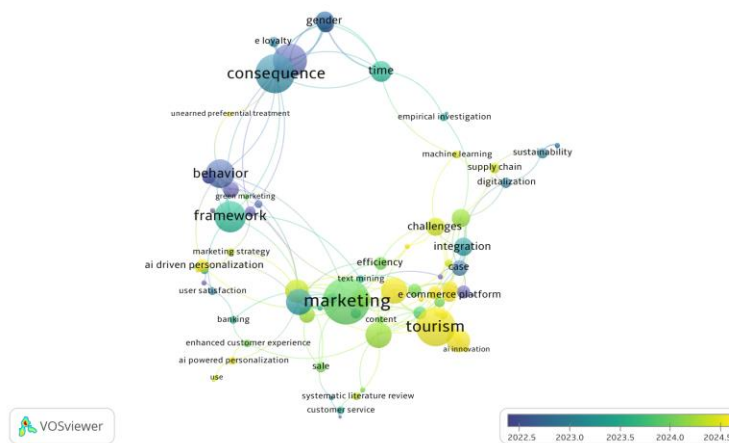 gender
e loyalty
consequence
time
unearned preferential treatment
empirical investigation
machine learning
sustainability
supply chain
behavior
digitalization
green marketing
framework
challenges
marketing strategy
integration
ai driven personalization
efficiency
case
text mining
user satisfaction
marketing
e commerce platform
banking
content
tourism
enhanced customer experience
ai innovation
ai powered personalization
sale
use
systematic literature review
customer service
VOSviewer
2022.5 2023.0 2023.5 2024.0 2024.5